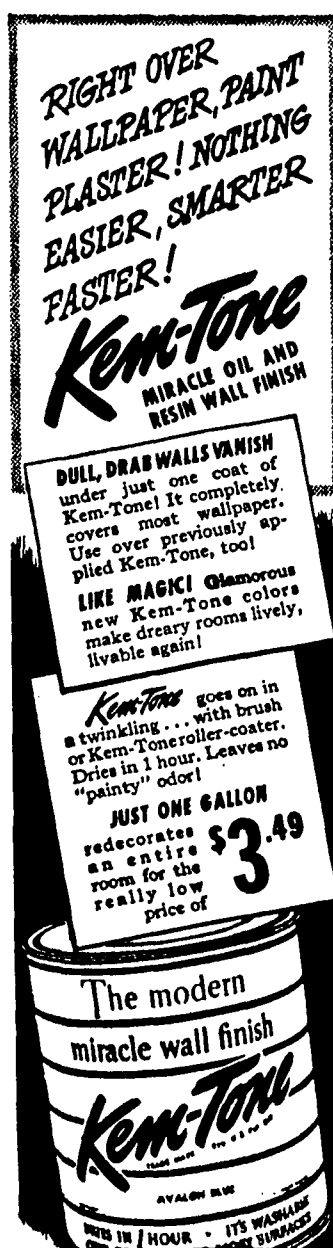 RIGHT OVER
WALLPAPER, PAINT
PLASTER! NOTHING
EASIER, SMARTER
FASTER!
Kem-Tone
MIRACLE OIL AND
RESIN WALL FINISH
DULL, DRAB WALLS VANISH
under just one coat of
Kem-Tone! It completely
covers most wallpaper.
Use over previously ap-
plied Kem-Tone, too!
LIKE MAGIC! Glamorous
new Kem-Tone colors
make dreary rooms lively,
livable again!
Kem-Tone goes on in
a twinkling... with brush
or Kem-Tone roller-coater.
Dries in 1 hour. Leaves no
"painty" odor!
JUST ONE GALLON
redecorates
an entire
room for the
really low
price of
$3.49
The modern
miracle wall finish
Kem-Tone
TRADE MARK
AVALON BLUE
DRIES IN 1 HOUR • IT'S WASHABLE
SURFACES